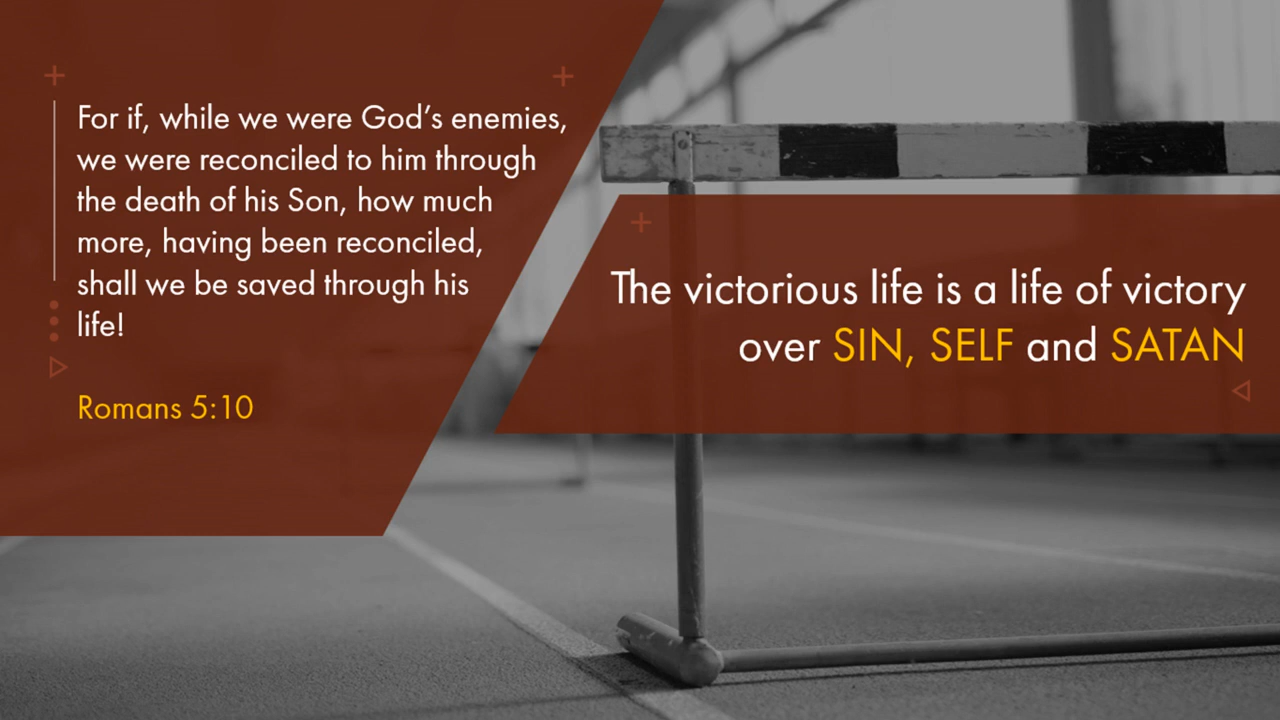 For if, while we were God’s enemies,
we were reconciled to him through
the death of his Son, how much
more, having been reconciled,
shall we be saved through his
life!
Romans 5:10
The victorious life is a life of victory
over SIN, SELF and SATAN